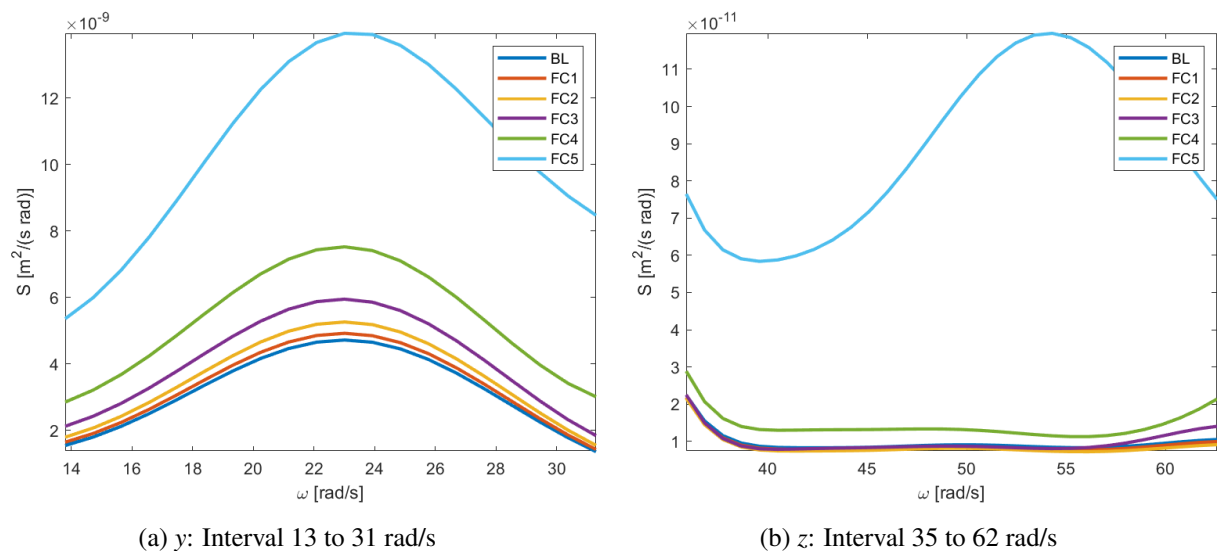 ×10⁻⁹
S [m²/(s rad)]
12
10
8
6
4
2
14 16 18 20 22 24 26 28 30
ω [rad/s]
BL
FC1
FC2
FC3
FC4
FC5
(a) y: Interval 13 to 31 rad/s
×10⁻¹¹
S [m²/(s rad)]
11
10
9
8
7
6
5
4
3
2
1
40 45 50 55 60
ω [rad/s]
BL
FC1
FC2
FC3
FC4
FC5
(b) z: Interval 35 to 62 rad/s